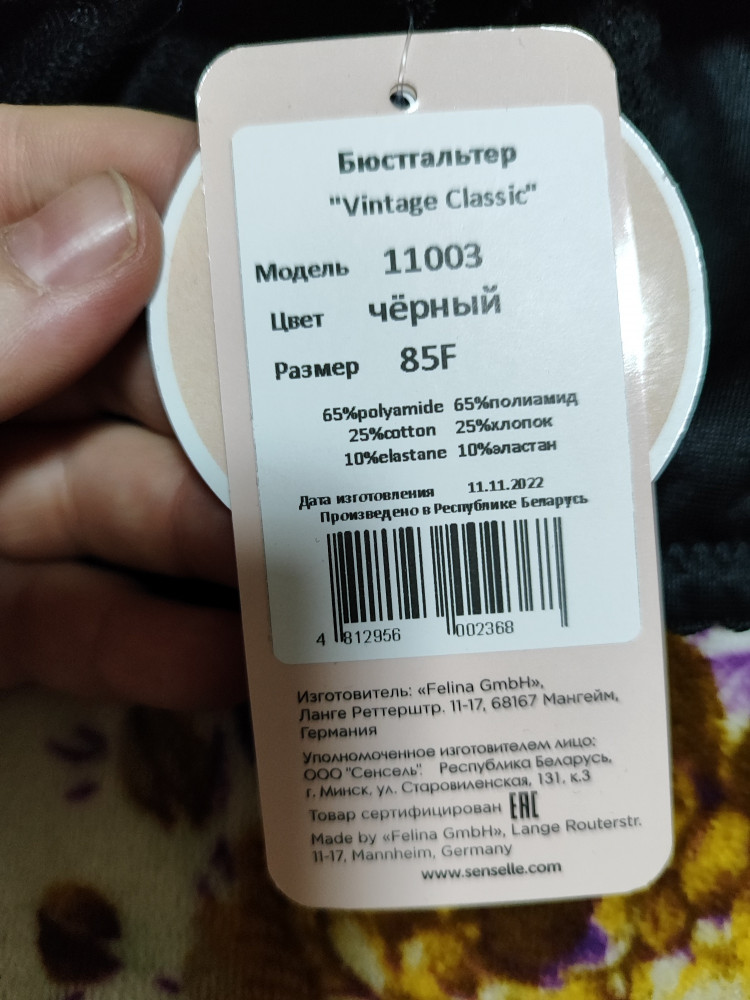 Бюстгальтер
"Vintage Classic"
Модель 11003
Цвет чёрный
Размер 85F
65%polyamide 65%полиамид
25%cotton 25%хлопок
10%elastane 10%эластан
Дата изготовления 11.11.2022
Произведено в Республике Беларусь
4 812956 002368
Изготовитель: «Felina GmbH»,
Ланге Реттерштр. 11-17, 68167 Мангейм,
Германия
Уполномоченное изготовителем лицо:
ООО "Сенсель". Республика Беларусь,
г. Минск, ул. Старовиленская, 131, к.3
Товар сертифицирован EAC
Made by «Felina GmbH», Lange Routerstr.
11-17, Mannheim, Germany
www.senselle.com